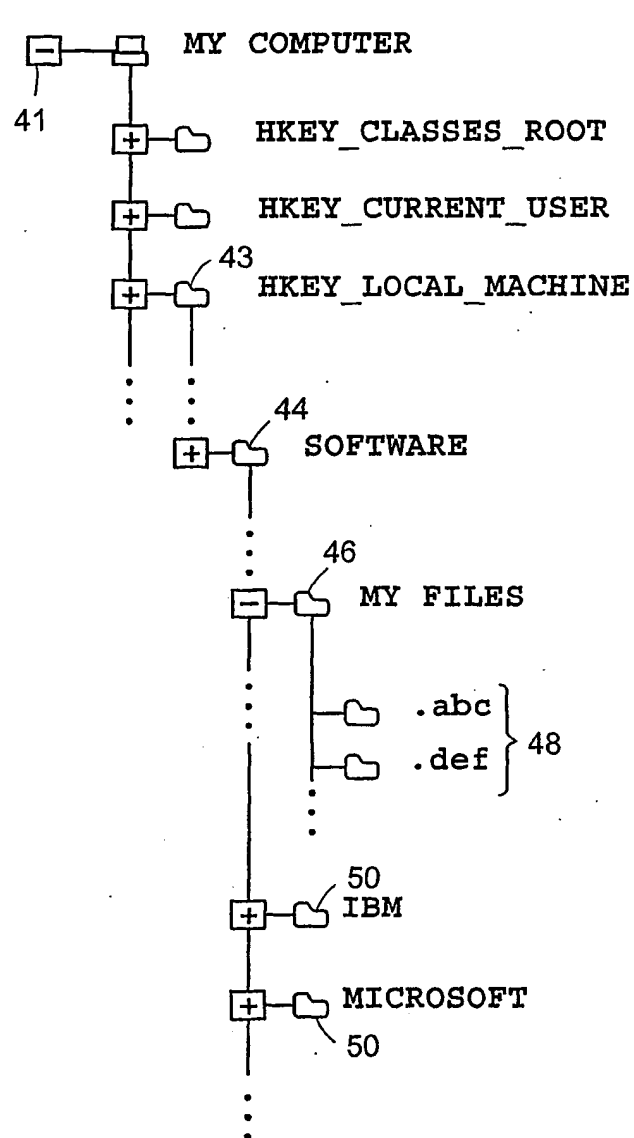 MY COMPUTER
41
HKEY_CLASSES_ROOT
HKEY_CURRENT_USER
43
HKEY_LOCAL_MACHINE
44
SOFTWARE
46
MY FILES
.abc
.def
48
50
IBM
MICROSOFT
50